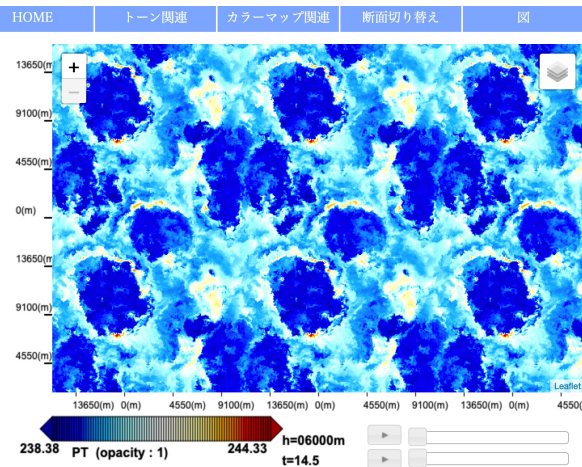 HOME トーン関連 カラーマップ関連 断面切り替え 図
13650(m)
+
−
9100(m)
4550(m)
0(m)
13650(m)
9100(m)
4550(m)
Leaflet
13650(m) 0(m) 4550(m) 9100(m) 13650(m) 0(m) 4550(m) 9100(m) 13650(m) 0(m) 4550(
238.38 PT (opacity : 1) 244.33 h=06000m
t=14.5